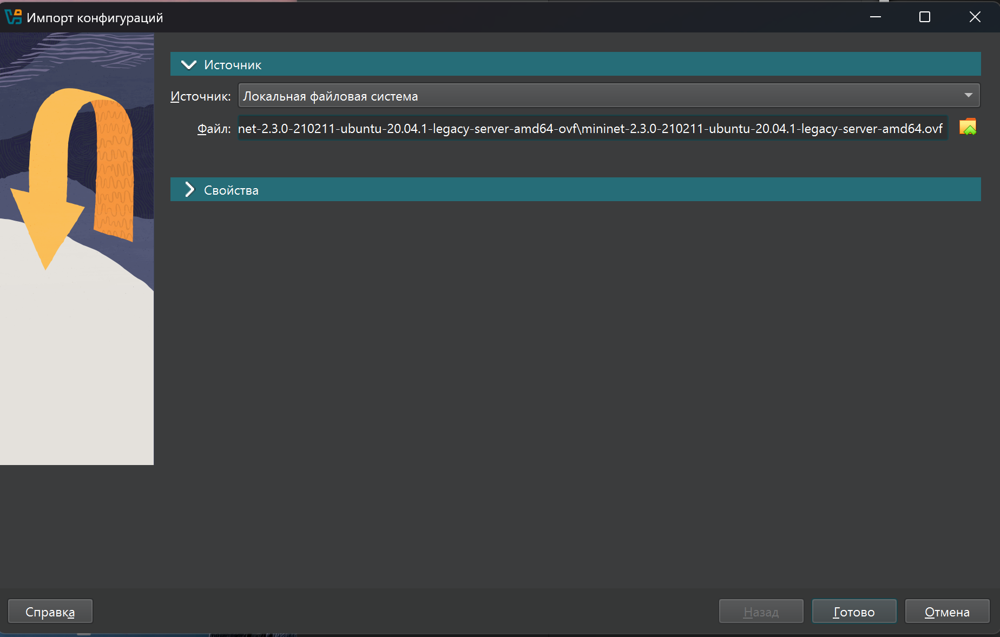 Импорт конфигураций
Источник
Источник: Локальная файловая система
Файл: net-2.3.0-210211-ubuntu-20.04.1-legacy-server-amd64-ovf\mininet-2.3.0-210211-ubuntu-20.04.1-legacy-server-amd64.ovf
Свойства
Справка Назад Готово Отмена